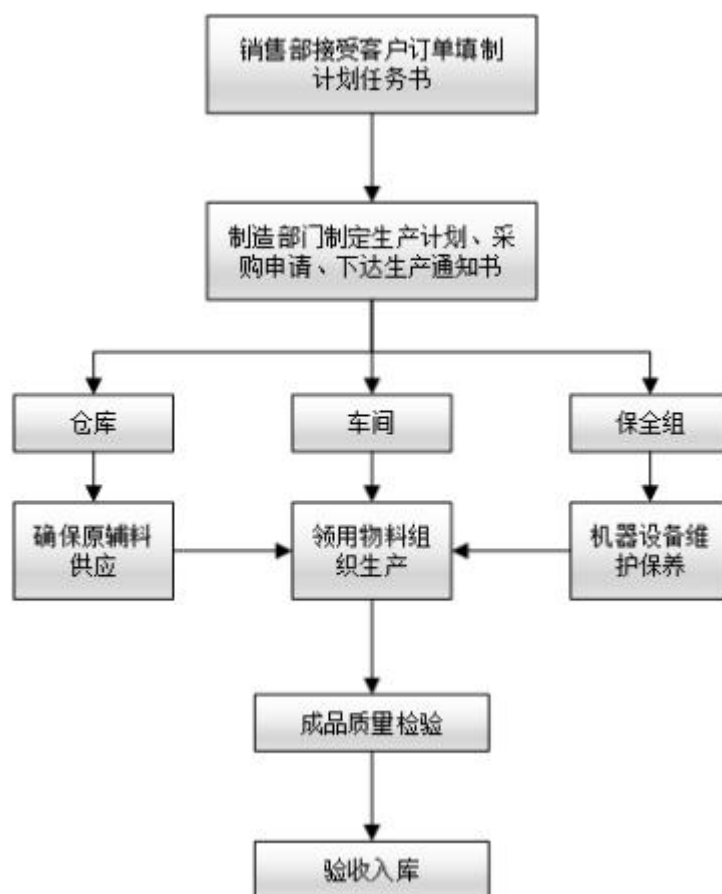 销售部接受客户订单填制
计划任务书
制造部门制定生产计划、采
购申请、下达生产通知书
仓库
车间
保全组
确保原辅料
供应
领用物料组
织生产
机器设备维
护保养
成品质量检验
验收入库